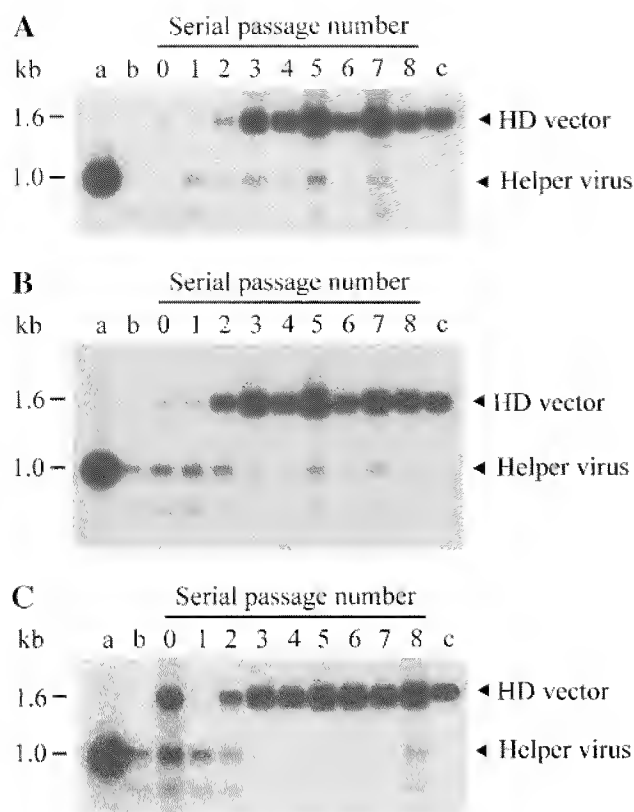 A
Serial passage number
kb a b 0 1 2 3 4 5 6 7 8 c
1.6 HD vector
1.0 Helper virus
B
Serial passage number
kb a b 0 1 2 3 4 5 6 7 8 c
1.6 HD vector
1.0 Helper virus
C
Serial passage number
kb a b 0 1 2 3 4 5 6 7 8 c
1.6 HD vector
1.0 Helper virus